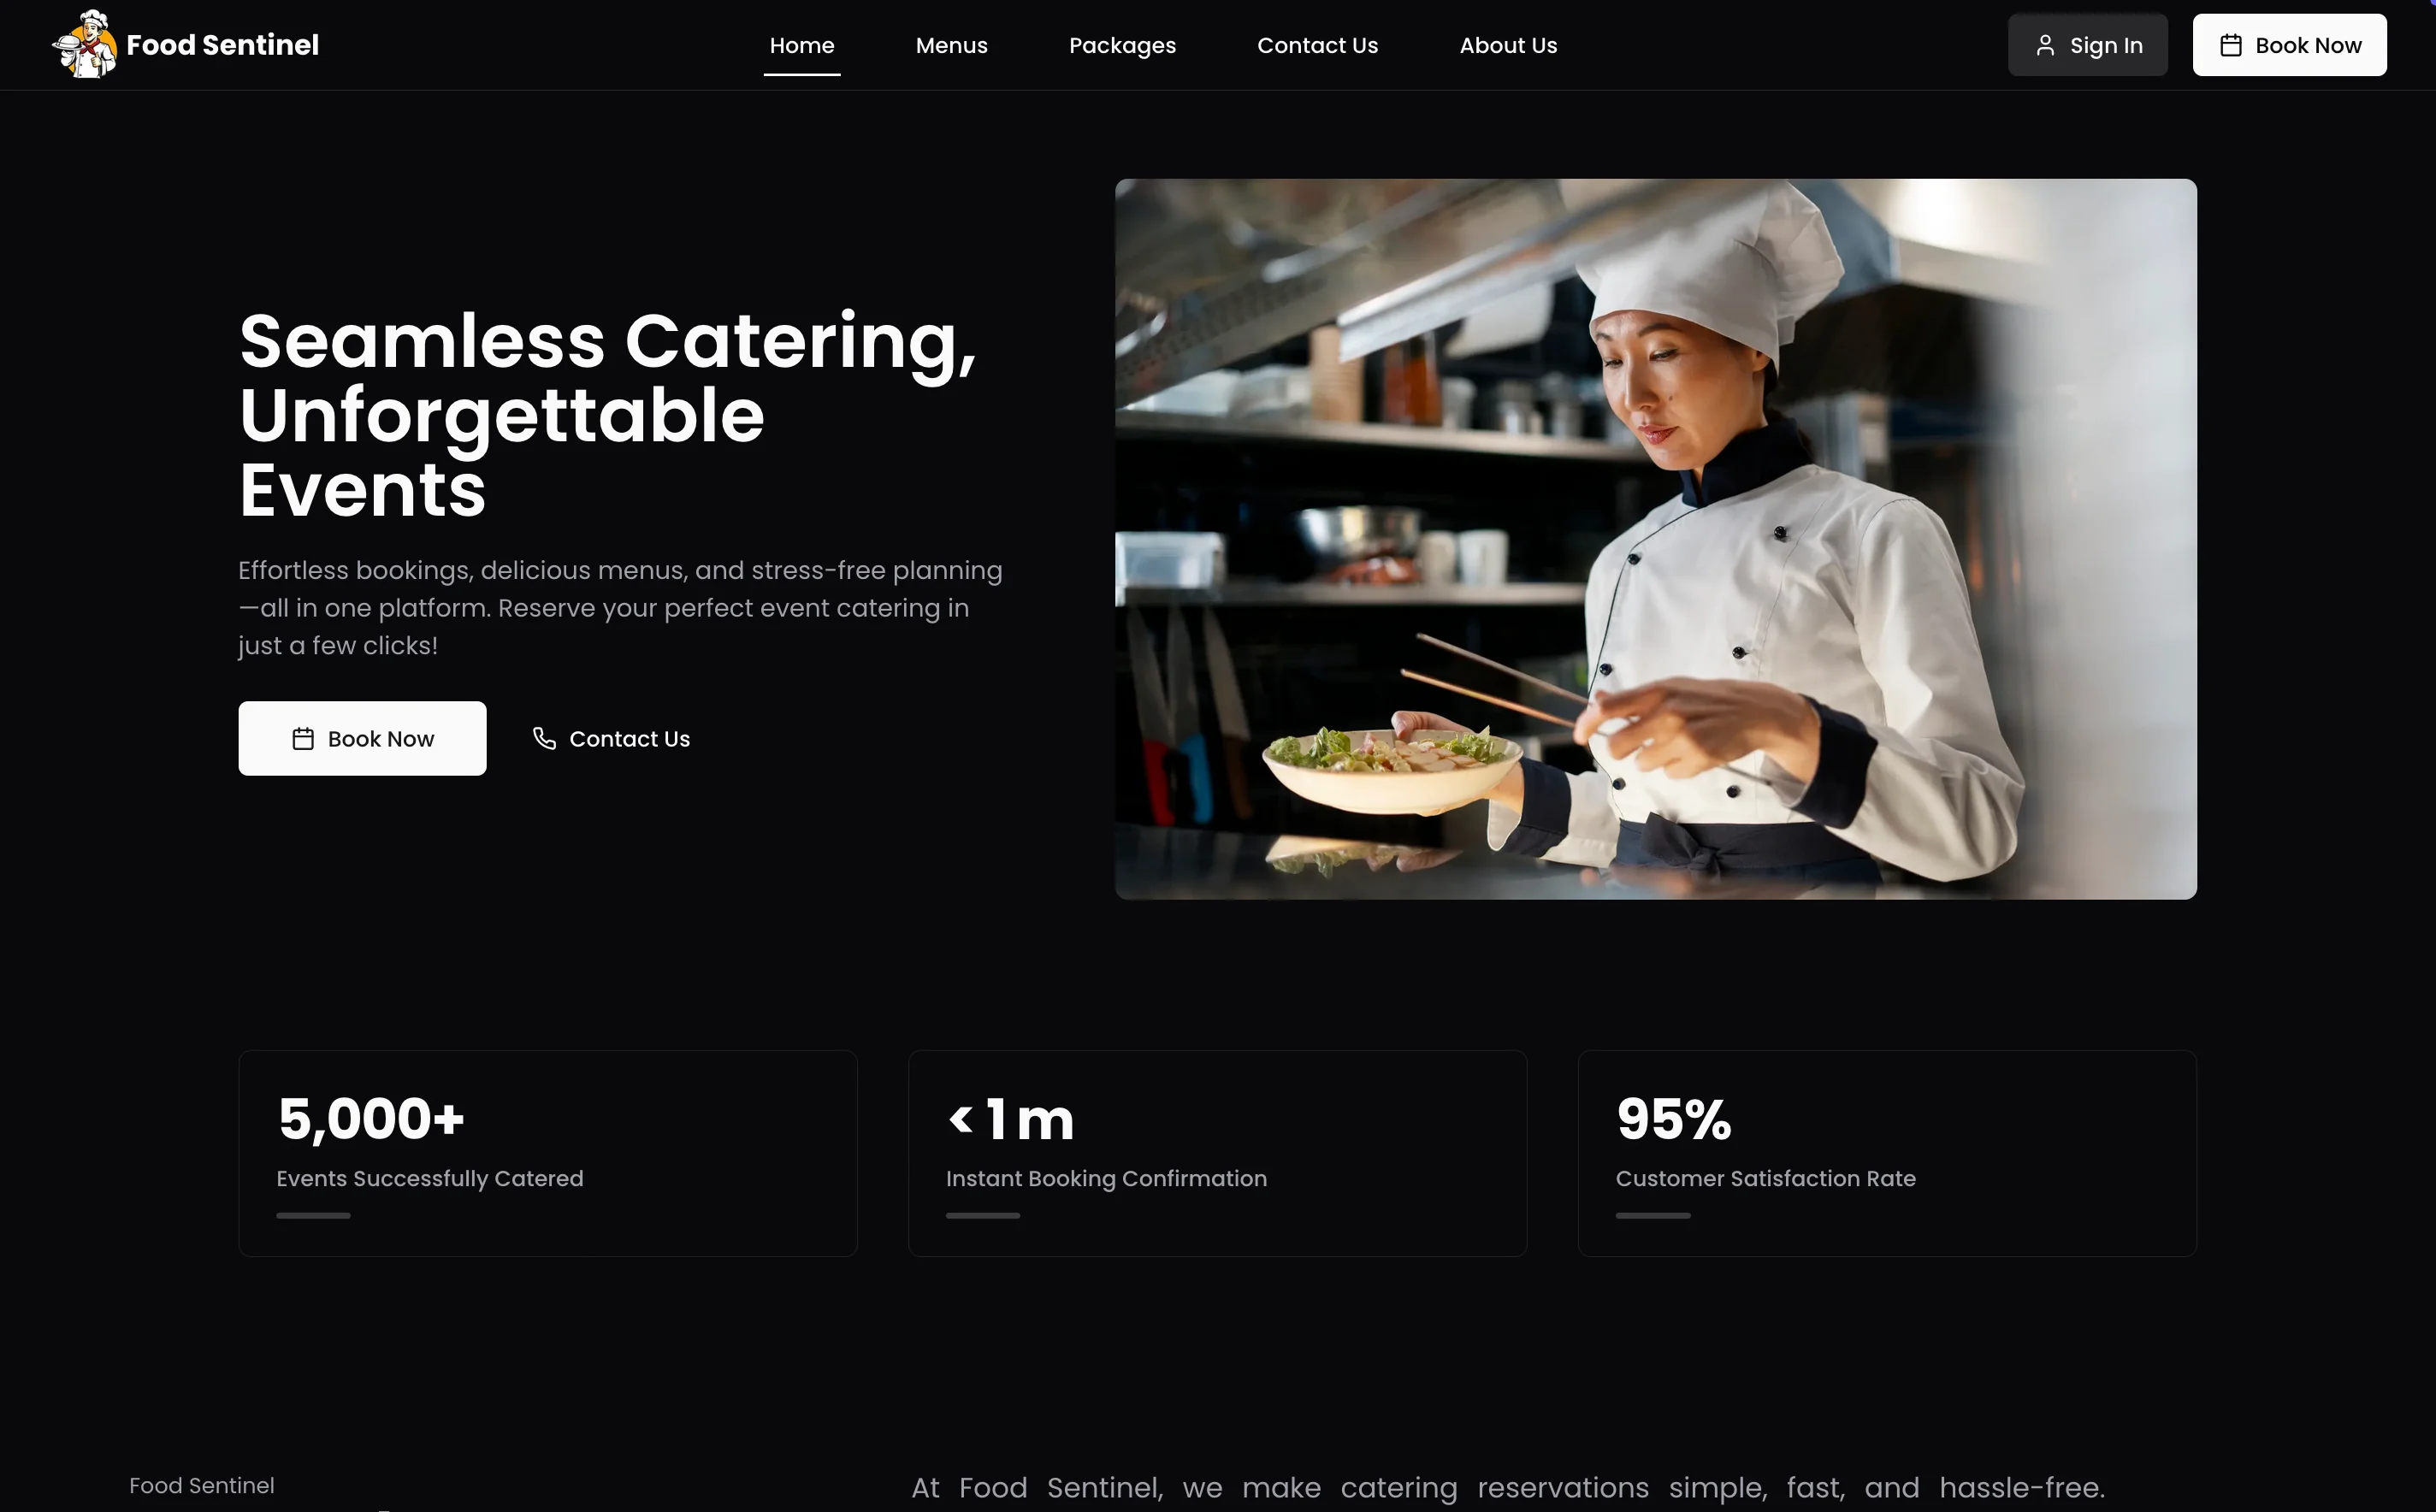 Food Sentinel
Home
Menus
Packages
Contact Us
About Us
Sign In
Book Now
Seamless Catering,
Unforgettable
Events
Effortless bookings, delicious menus, and stress-free planning
—all in one platform. Reserve your perfect event catering in
just a few clicks!
Book Now
Contact Us
5,000+
Events Successfully Catered
< 1 m
Instant Booking Confirmation
95%
Customer Satisfaction Rate
Food Sentinel
At Food Sentinel, we make catering reservations simple, fast, and hassle-free.